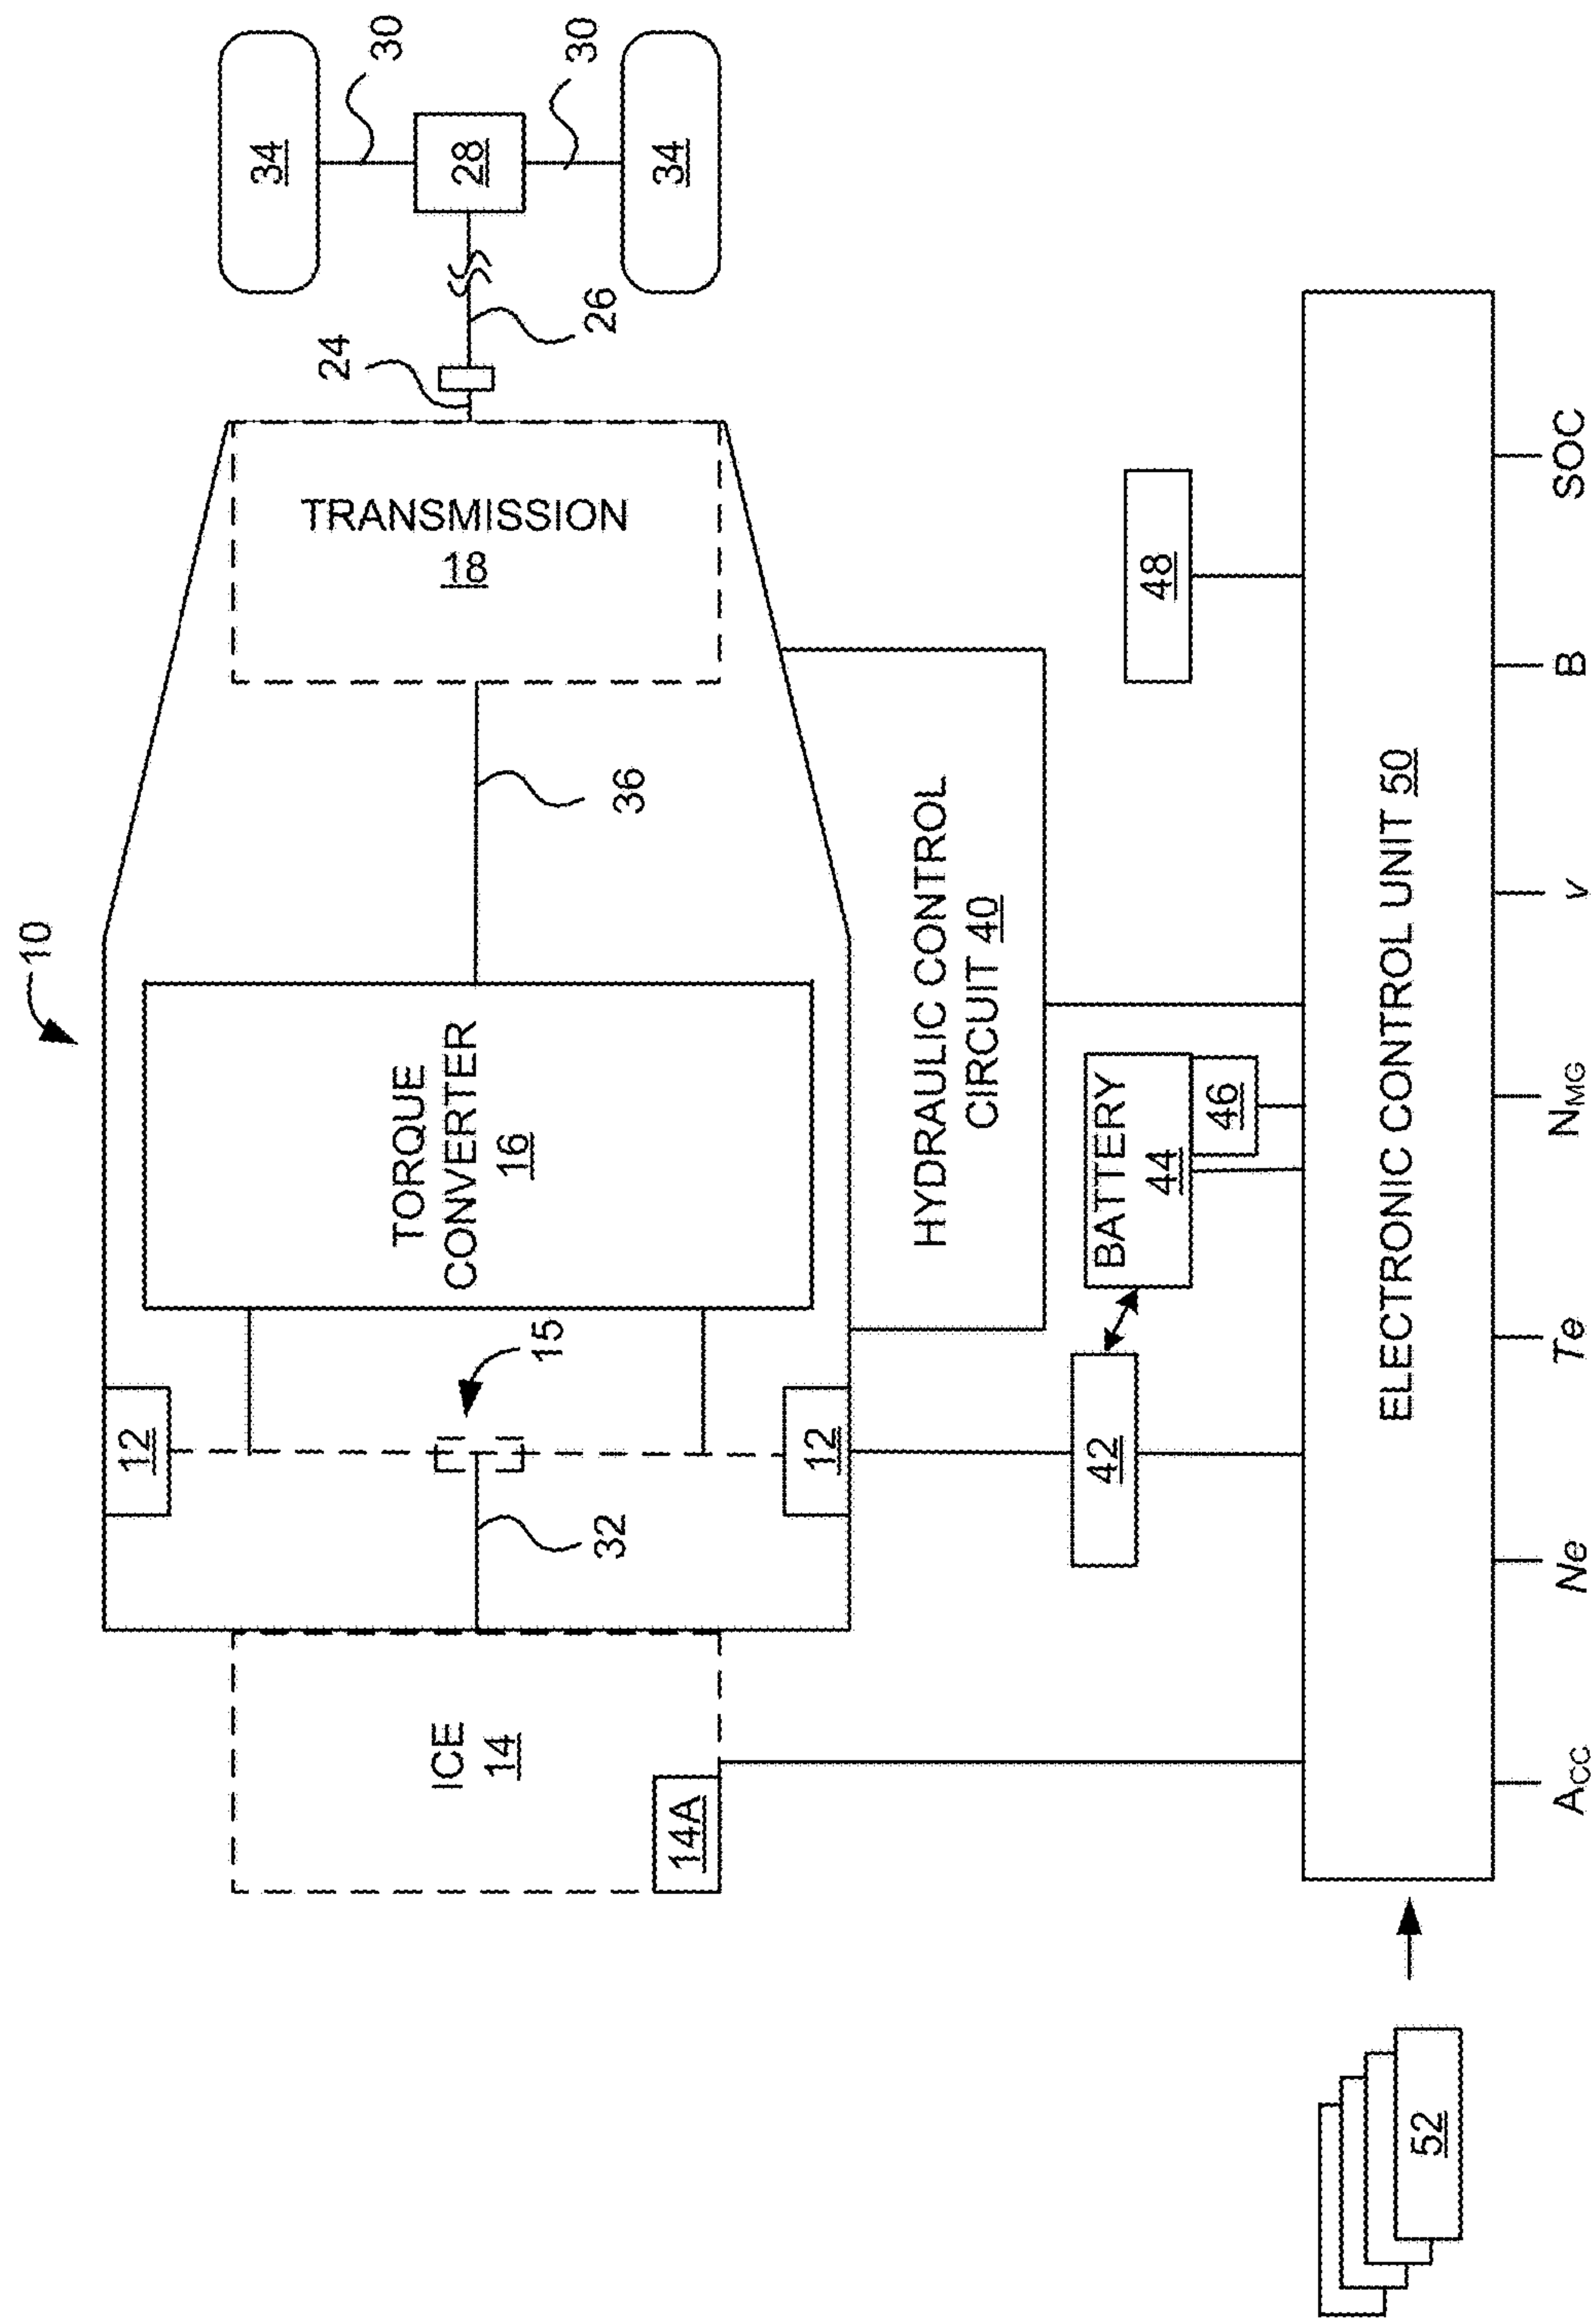 10
12
15
32
12
ICE
14
14A
TORQUE
CONVERTER
16
36
TRANSMISSION
18
24
26
28
30
30
34
34
HYDRAULIC CONTROL
CIRCUIT 40
42
BATTERY
44
46
48
52
ELECTRONIC CONTROL UNIT 50
ACC
Ne
Te
NMG
v
B
SOC